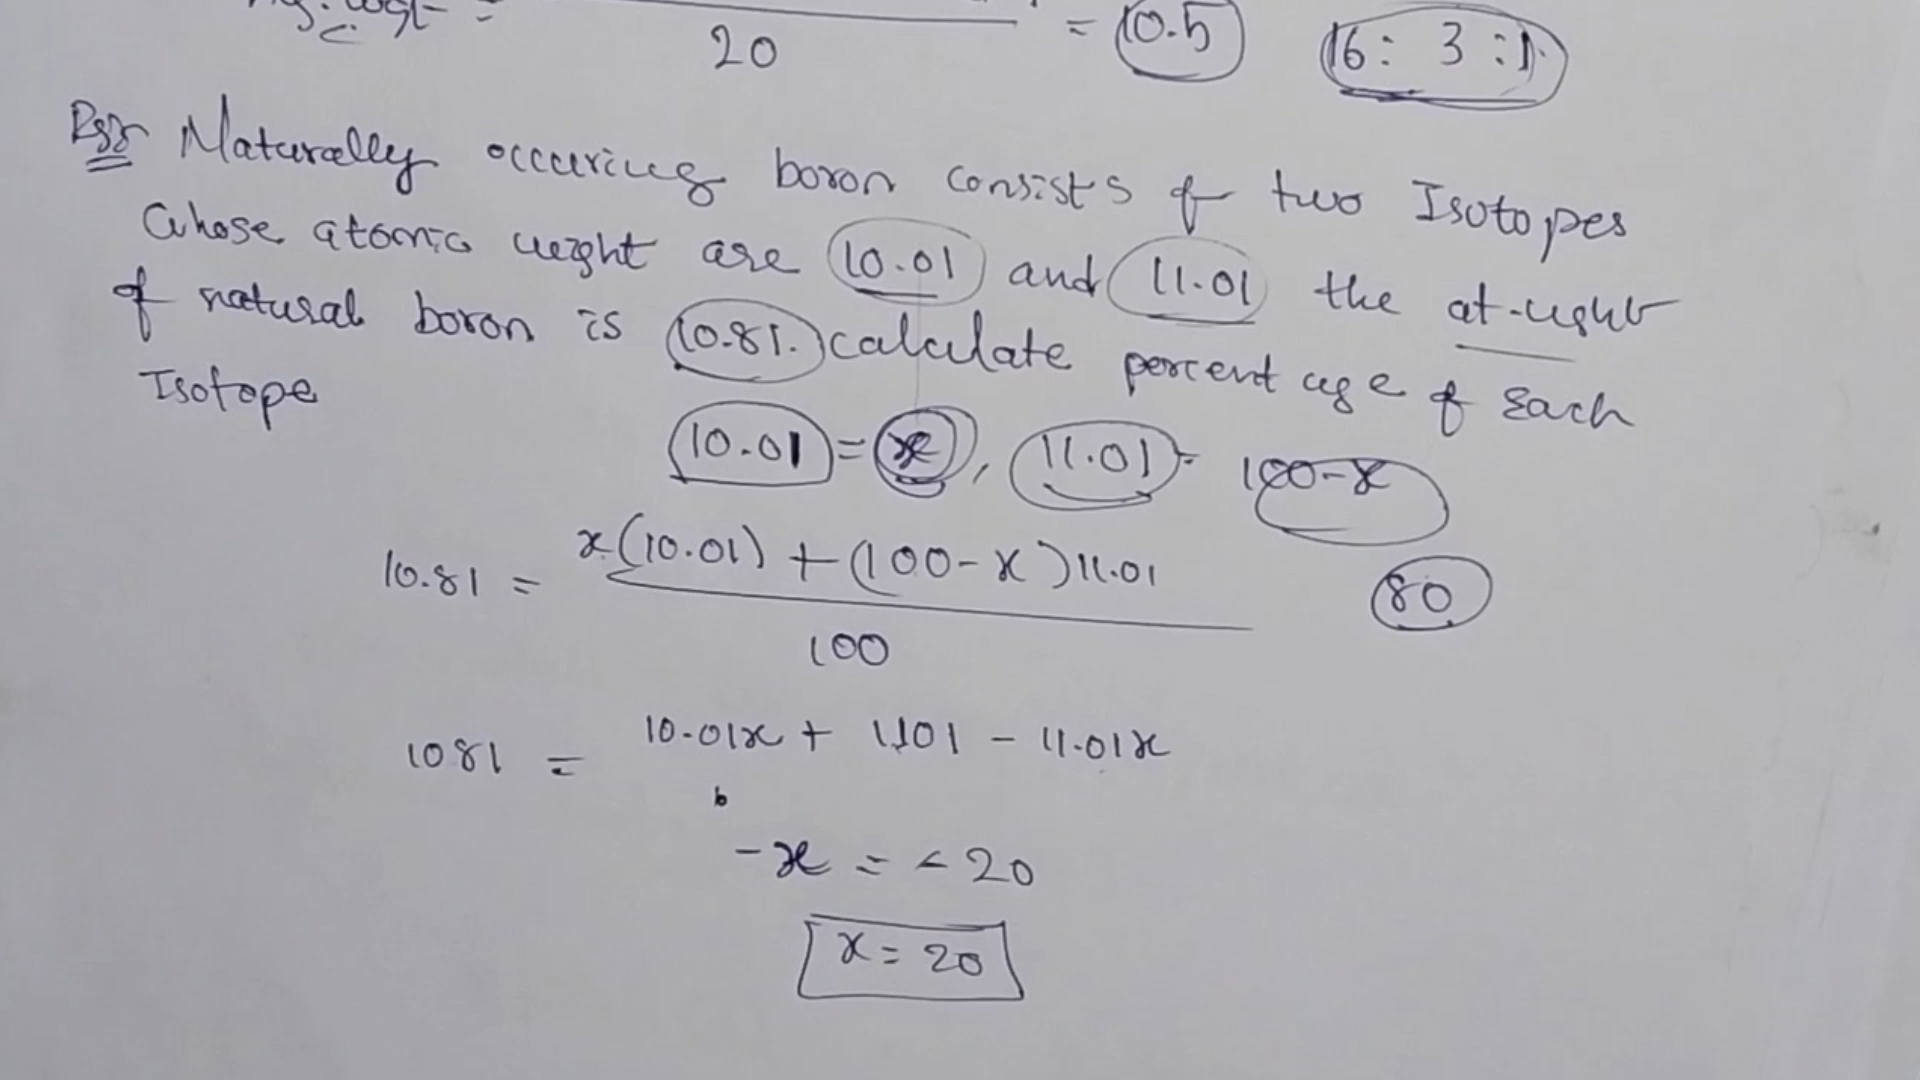 20 = 10.5 16: 3 :1
Naturally occuring boron consists of two Isotopes
Whose atomic weight are 10.01 and 11.01 the at-weight
of natural boron is 10.81. calculate percentage of Each
Isotope
10.01 = x, 11.01 = 100-x
10.81 = x(10.01) + (100-x)11.01
100
80
1081 = 10.01x + 1101 - 11.01x
-x = -20
x = 20